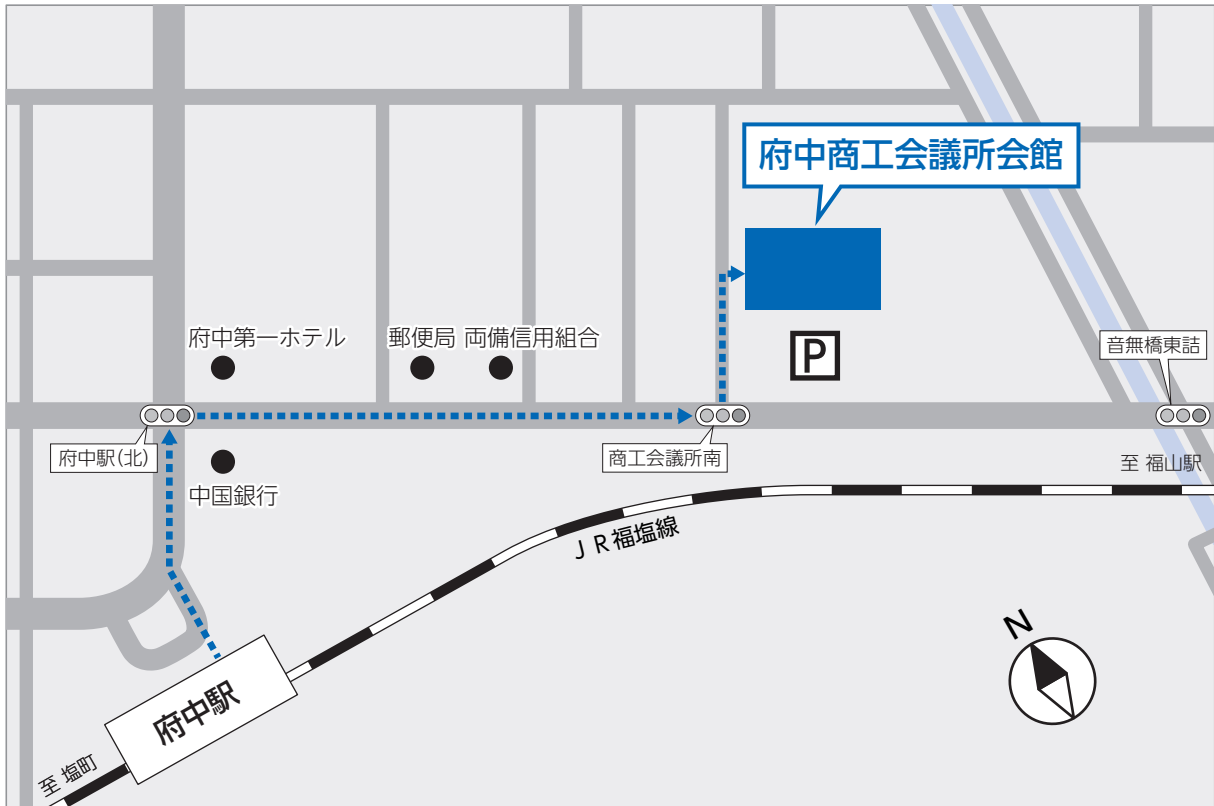 府中商工会議所会館
府中第一ホテル
郵便局
両備信用組合
P
音無橋東詰
府中駅(北)
商工会議所南
至 福山駅
中国銀行
JR福塩線
N
府中駅
至 塩町